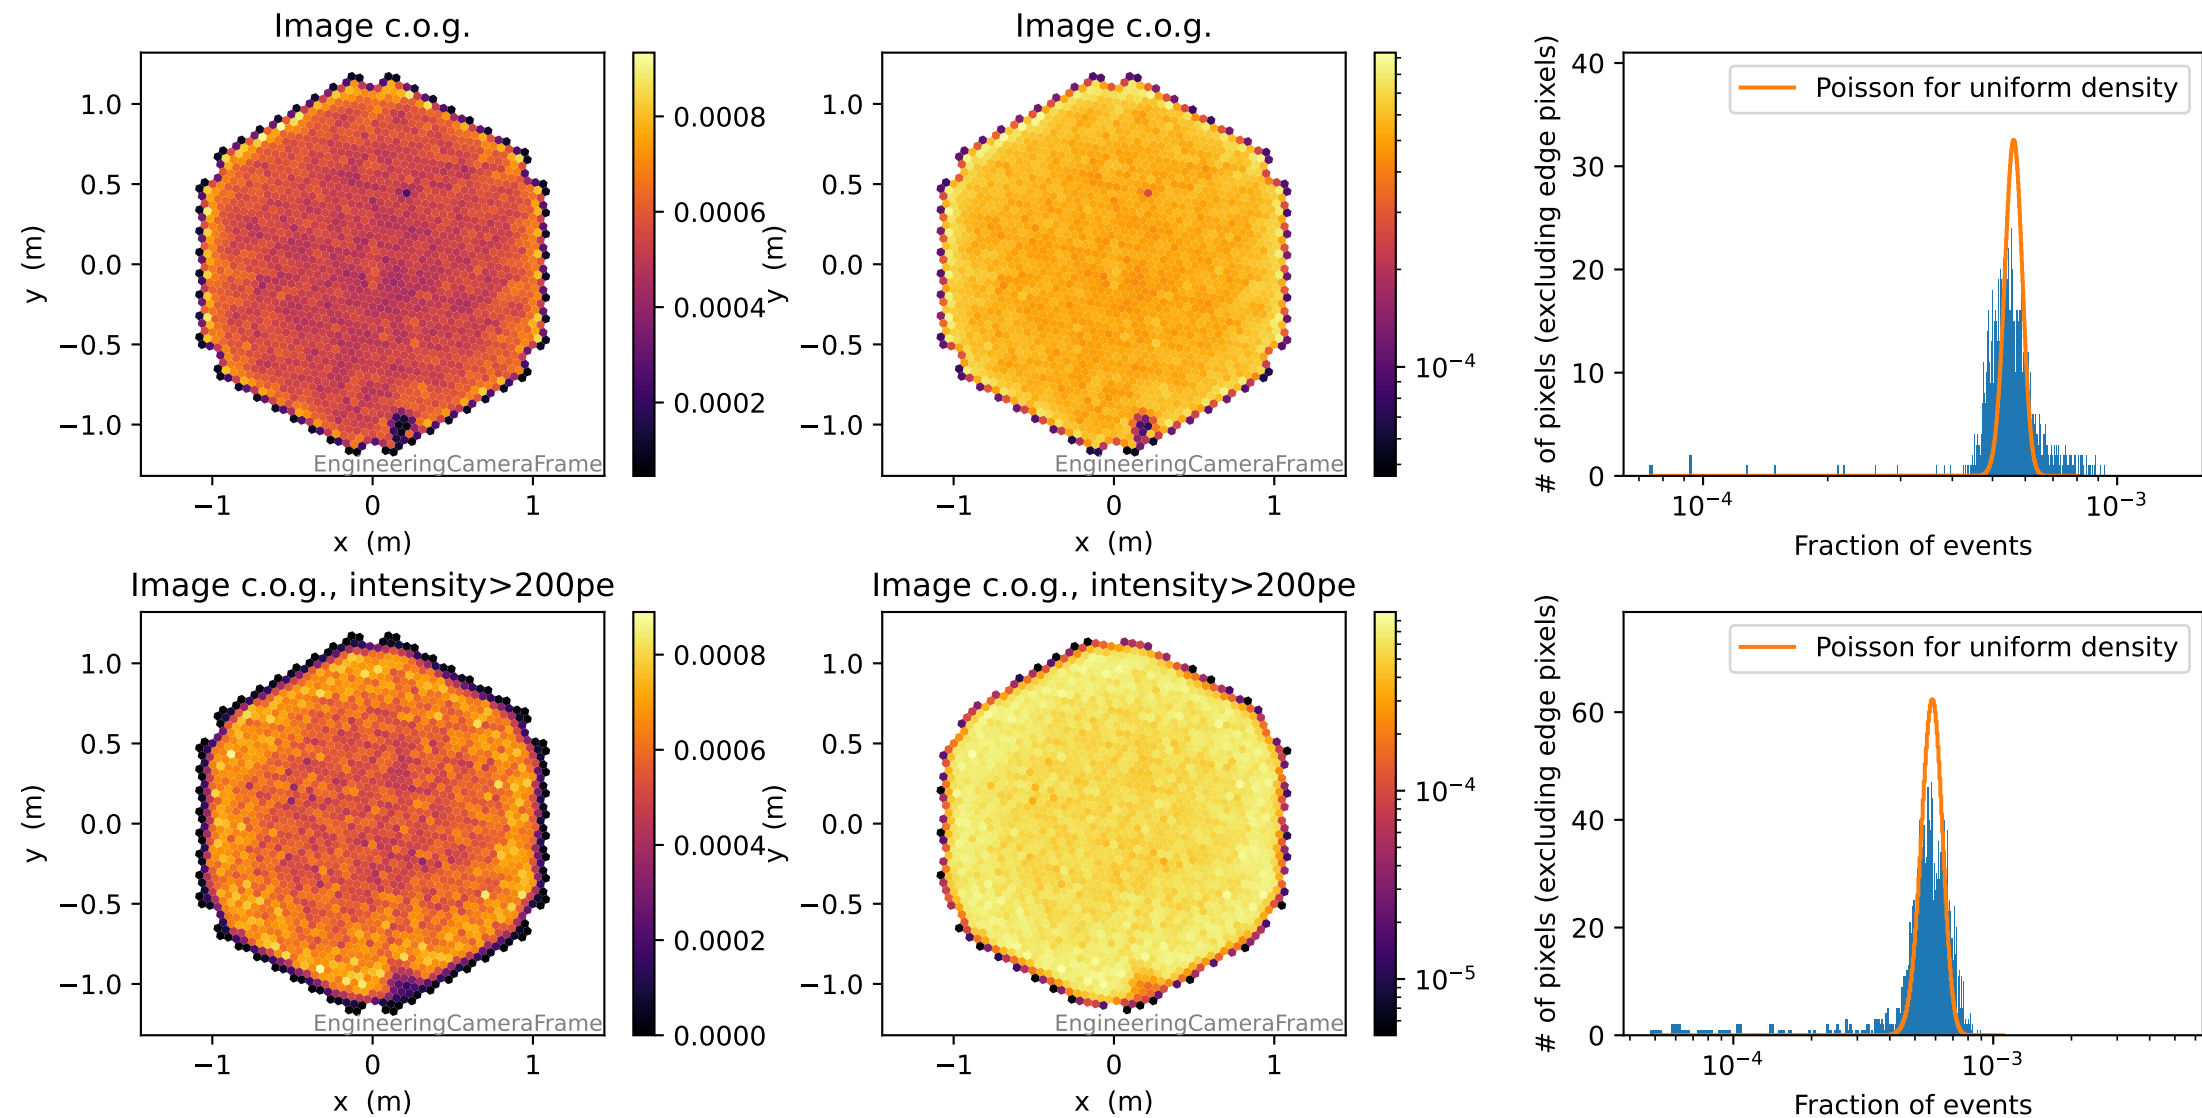 Image c.o.g.
y (m)
1.0
0.5
0.0
−0.5
−1.0
−1
0
1
x (m)
EngineeringCameraFrame
0.0008
0.0006
0.0004
0.0002
Image c.o.g.
y (m)
1.0
0.5
0.0
−0.5
−1.0
−1
0
1
x (m)
EngineeringCameraFrame
10⁻⁴
# of pixels (excluding edge pixels)
40
30
20
10
0
Poisson for uniform density
10⁻⁴
10⁻³
Fraction of events
Image c.o.g., intensity>200pe
y (m)
1.0
0.5
0.0
−0.5
−1.0
−1
0
1
x (m)
EngineeringCameraFrame
0.0008
0.0006
0.0004
0.0002
0.0000
Image c.o.g., intensity>200pe
y (m)
1.0
0.5
0.0
−0.5
−1.0
−1
0
1
x (m)
EngineeringCameraFrame
10⁻⁴
10⁻⁵
# of pixels (excluding edge pixels)
60
40
20
0
Poisson for uniform density
10⁻⁴
10⁻³
Fraction of events